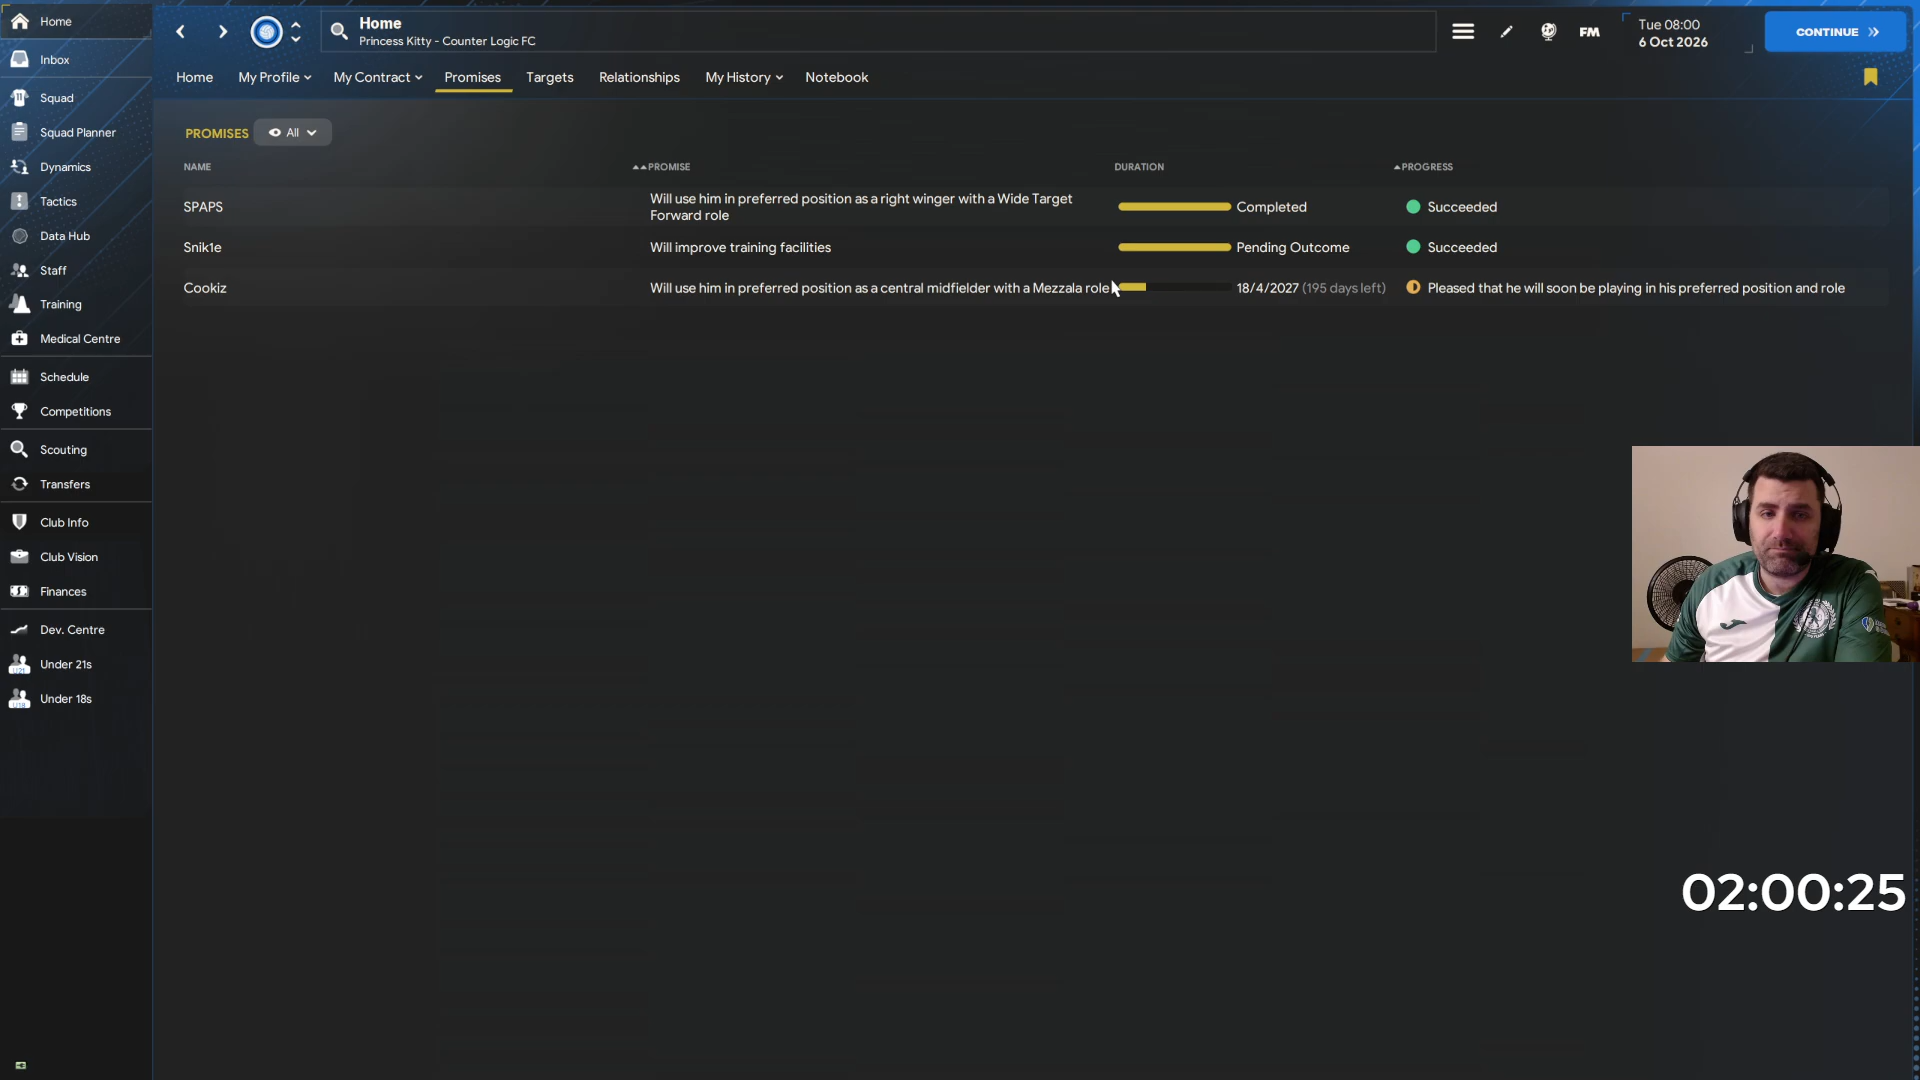 Home
Inbox
Squad
Squad Planner
Dynamics
Tactics
Data Hub
Staff
Training
Medical Centre
Schedule
Competitions
Scouting
Transfers
Club Info
Club Vision
Finances
Dev. Centre
Under 21s
Under 18s
Home
Princess Kitty - Counter Logic FC
FM
Tue 08:00
6 Oct 2026
CONTINUE
Home My Profile My Contract Promises Targets Relationships My History Notebook
PROMISES All
NAME PROMISE DURATION PROGRESS
SPAPS Will use him in preferred position as a right winger with a Wide Target Forward role Completed Succeeded
Snik1e Will improve training facilities Pending Outcome Succeeded
Cookiz Will use him in preferred position as a central midfielder with a Mezzala role 18/4/2027 (195 days left) Pleased that he will soon be playing in his preferred position and role
02:00:25